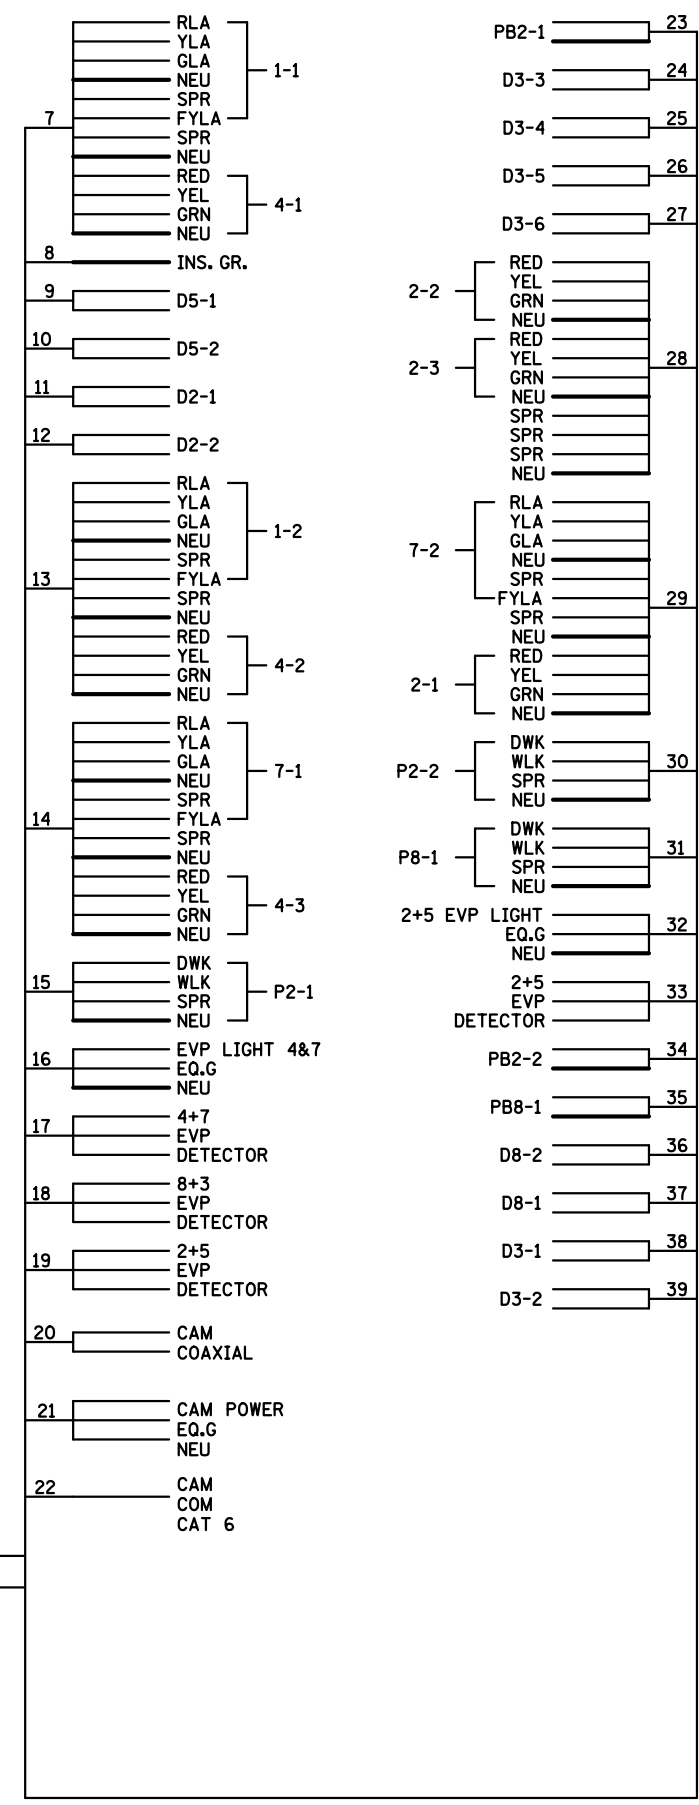 7
RLA
YLA
GLA
NEU
SPR
FYLA
1-1
SPR
NEU
RED
YEL
GRN
NEU
4-1
8
INS. GR.
9
D5-1
10
D5-2
11
D2-1
12
D2-2
13
RLA
YLA
GLA
NEU
SPR
FYLA
1-2
SPR
NEU
RED
YEL
GRN
NEU
4-2
14
RLA
YLA
GLA
NEU
SPR
FYLA
7-1
SPR
NEU
RED
YEL
GRN
NEU
4-3
15
DWK
WLK
SPR
NEU
P2-1
16
EVP LIGHT 4&7
EQ.G
NEU
17
4+7
EVP
DETECTOR
18
8+3
EVP
DETECTOR
19
2+5
EVP
DETECTOR
20
CAM
COAXIAL
21
CAM POWER
EQ.G
NEU
22
CAM
COM
CAT 6
PB2-1
23
D3-3
24
D3-4
25
D3-5
26
D3-6
27
2-2
RED
YEL
GRN
NEU
2-3
RED
YEL
GRN
NEU
SPR
SPR
SPR
NEU
28
7-2
RLA
YLA
GLA
NEU
SPR
FYLA
SPR
NEU
2-1
RED
YEL
GRN
NEU
29
P2-2
DWK
WLK
SPR
NEU
30
P8-1
DWK
WLK
SPR
NEU
31
2+5 EVP LIGHT
EQ.G
NEU
32
2+5
EVP
DETECTOR
33
PB2-2
34
PB8-1
35
D8-2
36
D8-1
37
D3-1
38
D3-2
39